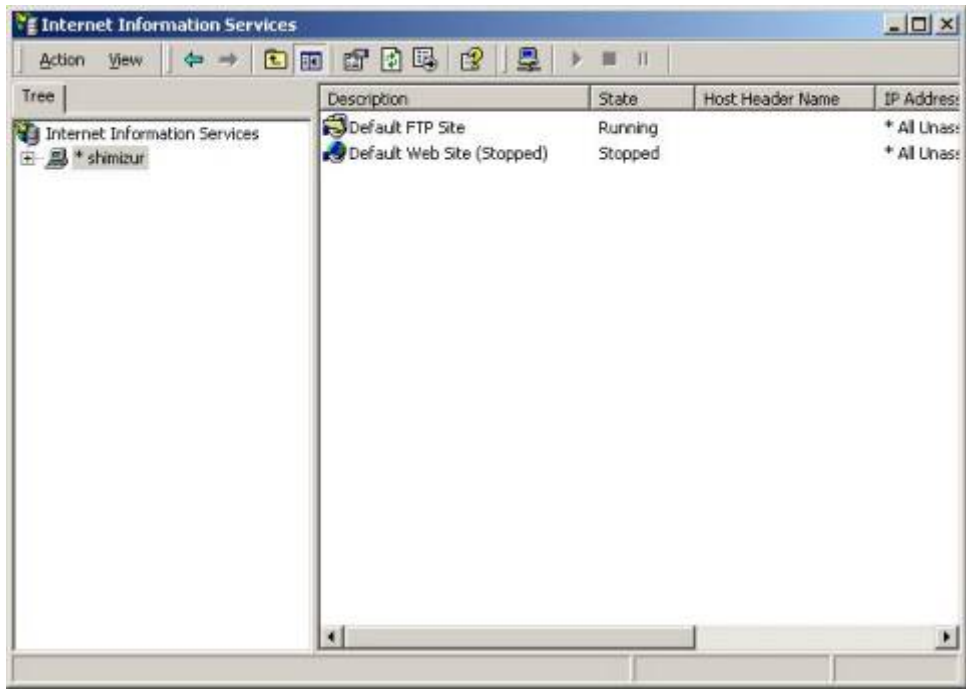 Internet Information Services
Action View
Tree
Description State Host Header Name IP Address
Internet Information Services
* shimizur
Default FTP Site Running * All Unass
Default Web Site (Stopped) Stopped * All Unass